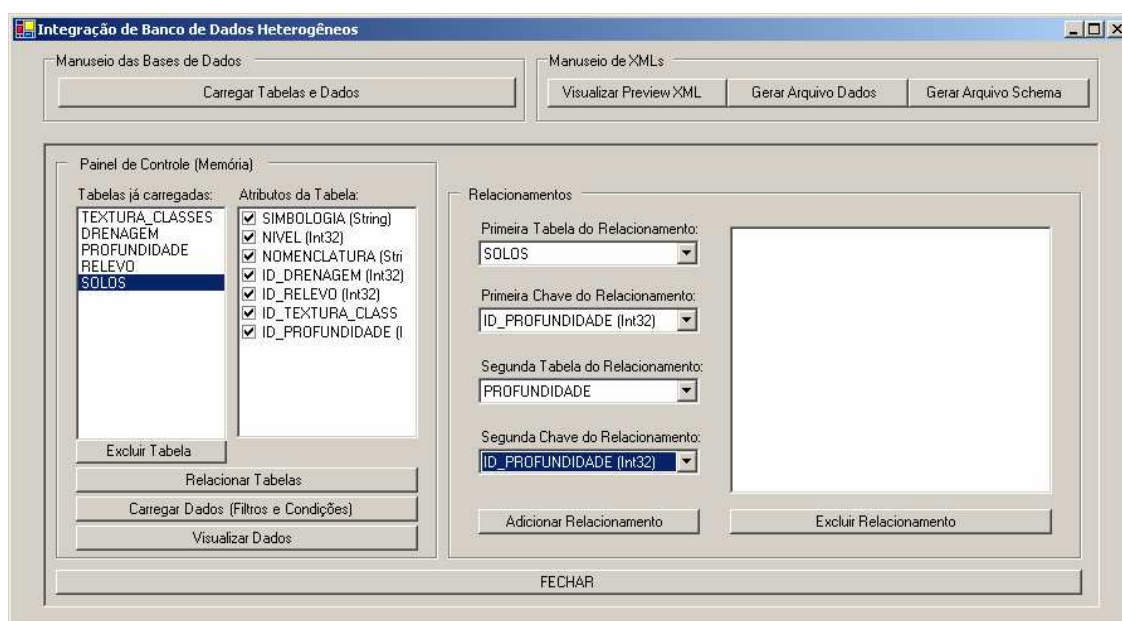 Integração de Banco de Dados Heterogêneos
Manuseio das Bases de Dados
Carregar Tabelas e Dados
Manuseio de XMLs
Visualizar Preview XML
Gerar Arquivo Dados
Gerar Arquivo Schema
Painel de Controle (Memória)
Tabelas já carregadas:
TEXTURA_CLASSES
DRENAGEM
PROFUNDIDADE
RELEVO
SOLOS
Atributos da Tabela:
SIMBOLOGIA (String)
NIVEL (Int32)
NOMENCLATURA (Stri
ID_DRENAGEM (Int32)
ID_RELEVO (Int32)
ID_TEXTURA_CLASS
ID_PROFUNDIDADE (I
Excluir Tabela
Relacionar Tabelas
Carregar Dados (Filtros e Condições)
Visualizar Dados
Relacionamentos
Primeira Tabela do Relacionamento:
SOLOS
Primeira Chave do Relacionamento:
ID_PROFUNDIDADE (Int32)
Segunda Tabela do Relacionamento:
PROFUNDIDADE
Segunda Chave do Relacionamento:
ID_PROFUNDIDADE (Int32)
Adicionar Relacionamento
Excluir Relacionamento
FECHAR